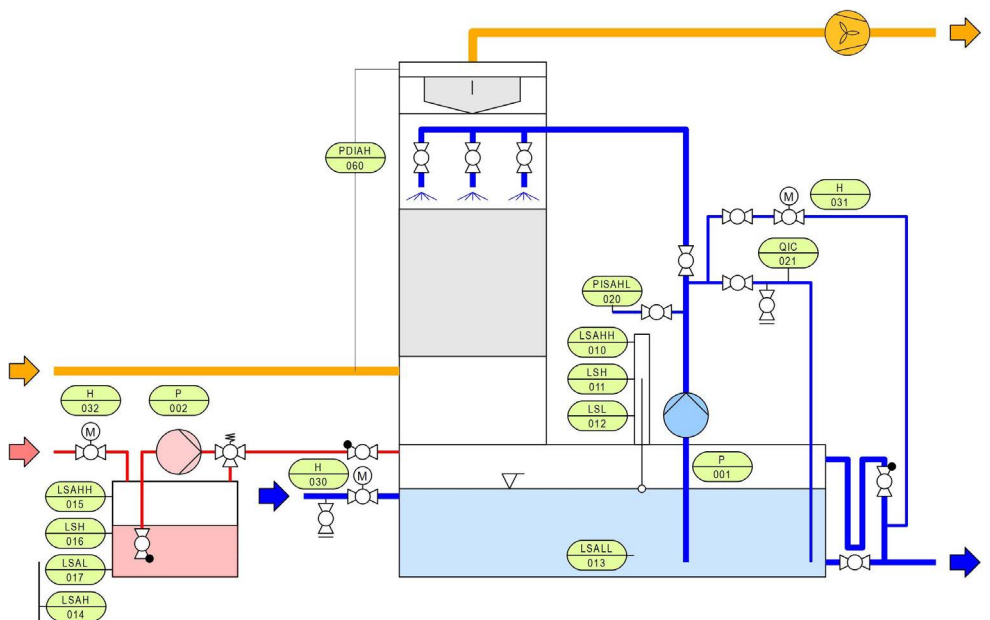 PDIAH
060
H
031
QIC
021
PISAHL
020
LSAHH
010
LSH
011
LSL
012
H
032
M
P
002
M
H
030
M
P
001
LSAHH
015
LSH
016
LSAL
017
LSAH
014
LSALL
013